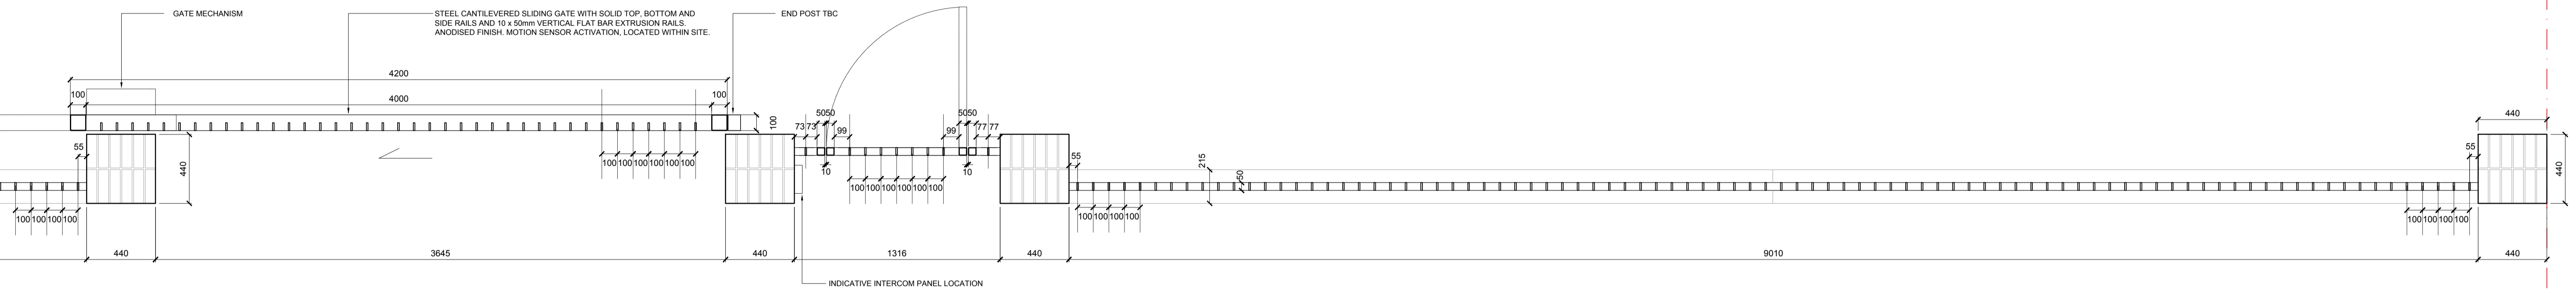 GATE MECHANISM
STEEL CANTILEVERED SLIDING GATE WITH SOLID TOP, BOTTOM AND
SIDE RAILS AND 10 x 50mm VERTICAL FLAT BAR EXTRUSION RAILS.
ANODISED FINISH. MOTION SENSOR ACTIVATION, LOCATED WITHIN SITE.
END POST TBC
4200
100 4000 100
5050 5050
440
73 73 99 99 77 77
100
55 440 100 100 100 100 100 100 10 10 55 215 50 55 440
100 100 100 100 100 100
100 100 100 100
100 100 100 100
100 100 100 100
440 3645 440 1316 440 9010 440
INDICATIVE INTERCOM PANEL LOCATION